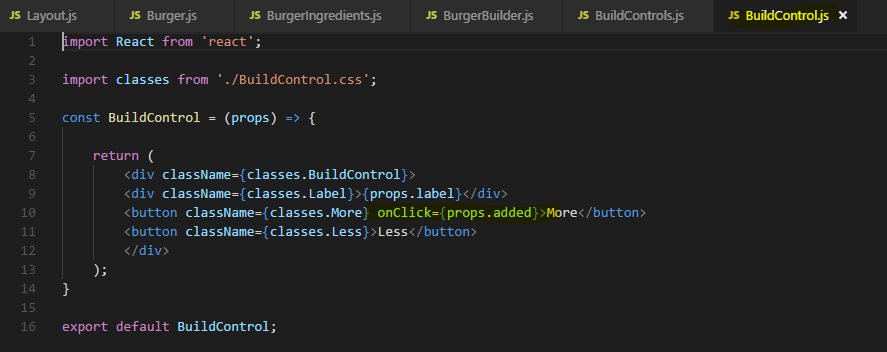 JS Layout.js JS Burger.js JS BurgerIngredients.js JS BurgerBuilder.js JS BuildControls.js JS BuildControl.js ×
1 import React from 'react';
2
3 import classes from './BuildControl.css';
4
5 const BuildControl = (props) => {
6
7 return (
8 <div className={classes.BuildControl}>
9 <div className={classes.Label}>{props.label}</div>
10 <button className={classes.More} onClick={props.added}>More</button>
11 <button className={classes.Less}>Less</button>
12 </div>
13 );
14 }
15
16 export default BuildControl;